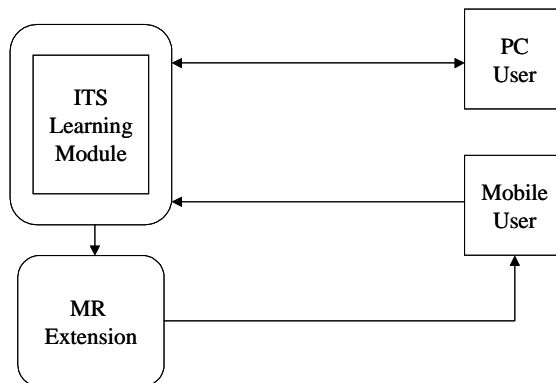 ITS
Learning
Module
PC
User
Mobile
User
MR
Extension